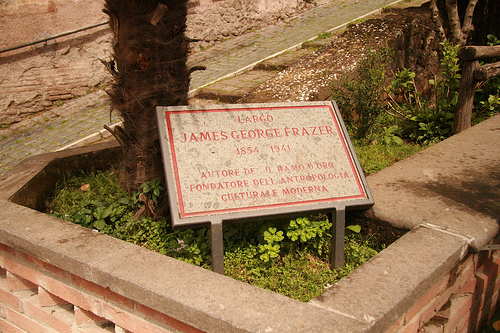 LARGO
JAMES GEORGE FRAZER
1854 1941
AUTORE DE "IL RAMO D'ORO"
FONDATORE DELL'ANTROPOLOGIA
CULTURALE MODERNA